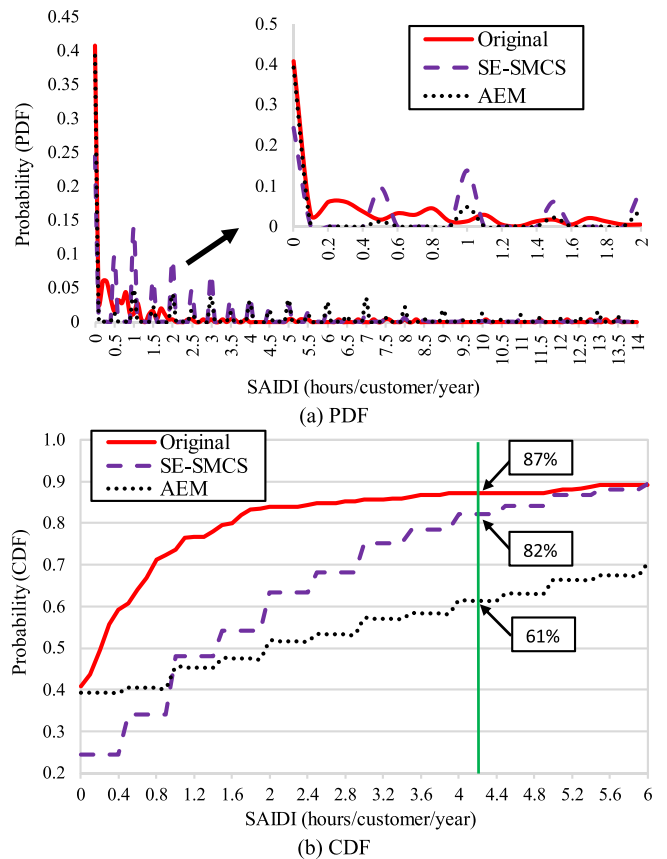 0.45
0.4
0.35
0.3
0.25
0.2
0.15
0.1
0.05
0
Probability (PDF)
0.5
0.4
0.3
0.2
0.1
0
Original
SE-SMCS
AEM
0 0.2 0.4 0.6 0.8 1 1.2 1.4 1.6 1.8 2
0 0.5 1 1.5 2 2.5 3 3.5 4 4.5 5 5.5 6 6.5 7 7.5 8 8.5 9 9.5 10 10.5 11 11.5 12 12.5 13 13.5 14
SAIDI (hours/customer/year)
(a) PDF
1.0
0.9
0.8
0.7
0.6
0.5
0.4
0.3
0.2
Probability (CDF)
Original
SE-SMCS
AEM
87%
82%
61%
0 0.4 0.8 1.2 1.6 2 2.4 2.8 3.2 3.6 4 4.4 4.8 5.2 5.6 6
SAIDI (hours/customer/year)
(b) CDF